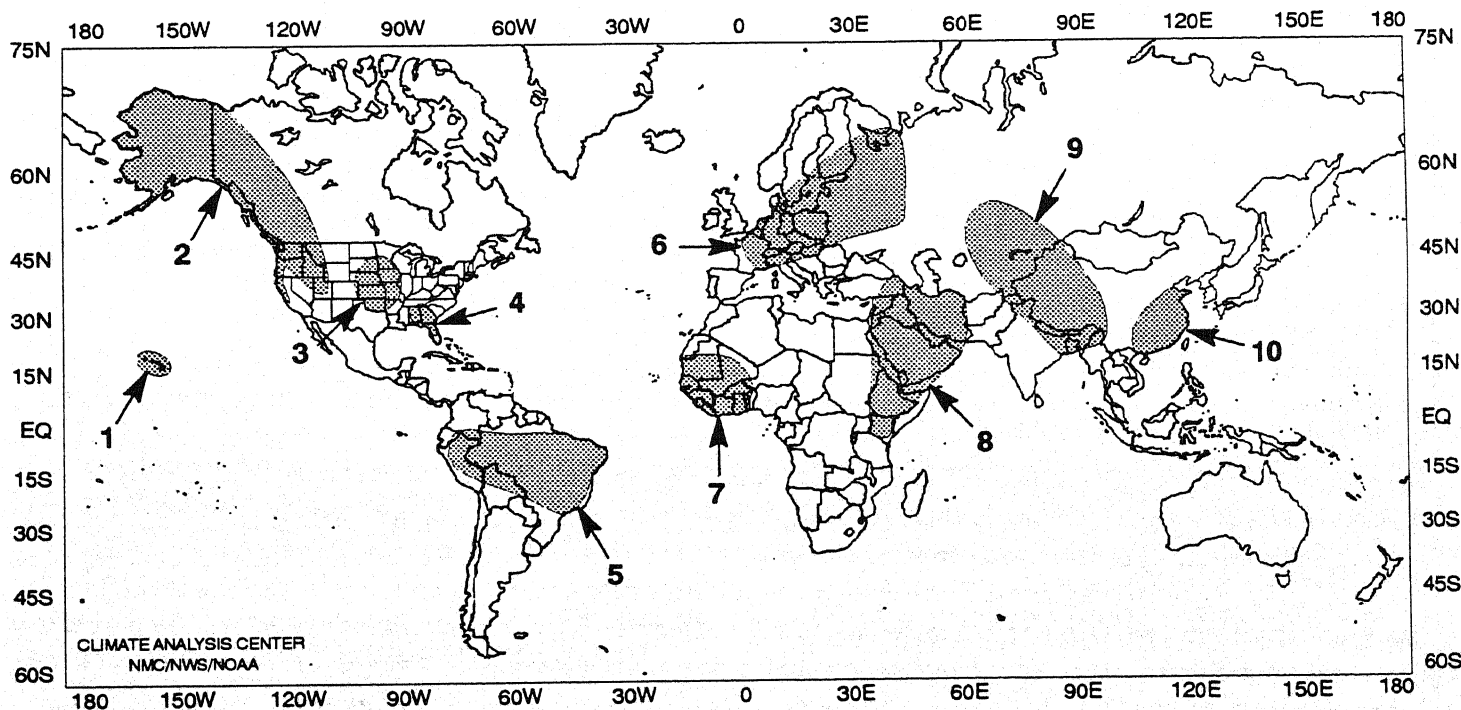 180 150W 120W 90W 60W 30W 0 30E 60E 90E 120E 150E 180
75N 75N
60N 60N
45N 45N
30N 30N
15N 15N
EQ EQ
15S 15S
30S 30S
45S 45S
60S 60S
1
2
3
4
5
6
7
8
9
10
CLIMATE ANALYSIS CENTER
NMC/NWS/NOAA
180 150W 120W 90W 60W 30W 0 30E 60E 90E 120E 150E 180